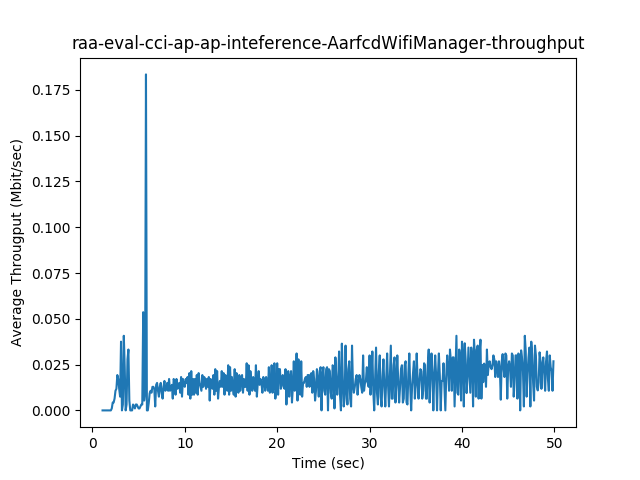 raa-eval-cci-ap-ap-inteference-AarfcdWifiManager-throughput
Average Througput (Mbit/sec)
0.175
0.150
0.125
0.100
0.075
0.050
0.025
0.000
0 10 20 30 40 50
Time (sec)